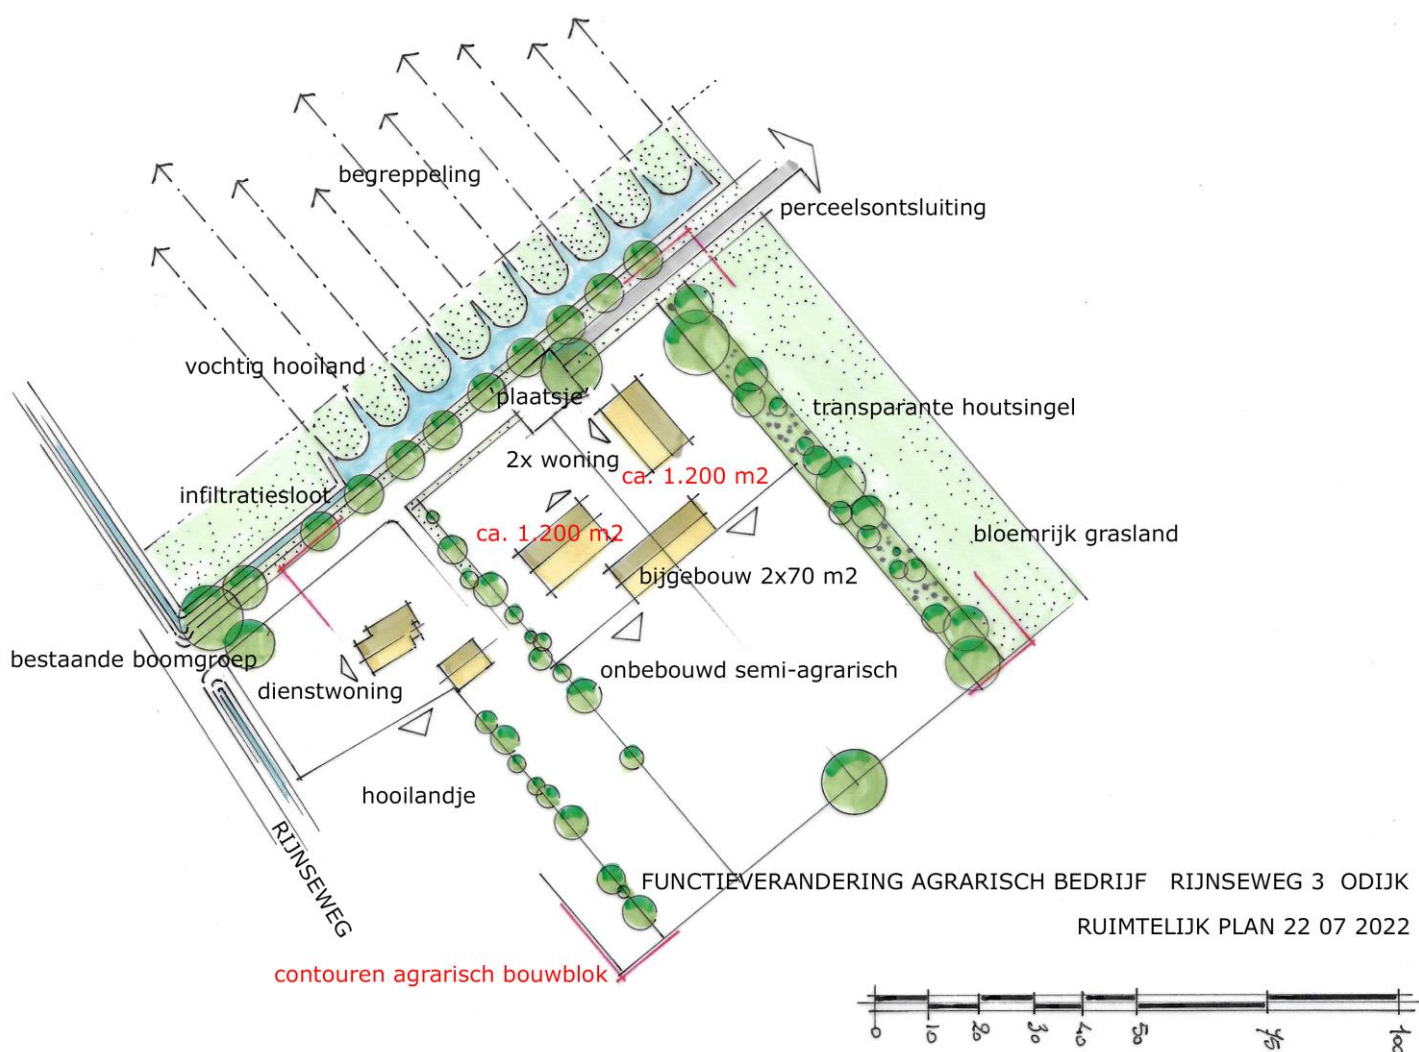 begreppeling
perceelsontsluiting
vochtig hooiland
plaatsje
transparante houtsingel
2x woning
ca. 1.200 m2
infiltratiesloot
ca. 1.200 m2
bloemrijk grasland
bijgebouw 2x70 m2
bestaande boomgroep
onbebouwd semi-agrarisch
dienstwoning
hooilandje
RIJNSEWEG
FUNCTIEVERANDERING AGRARISCH BEDRIJF RIJNSEWEG 3 ODIJK
RUIMTELIJK PLAN 22 07 2022
contouren agrarisch bouwblok
0 10 20 30 40 50 75 100